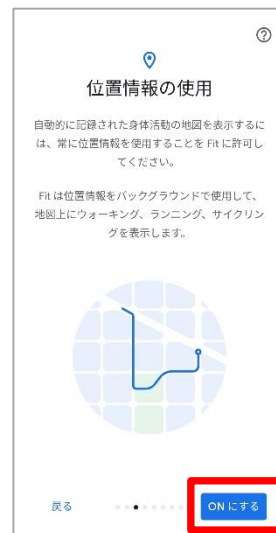 位置情報の使用
自動的に記録された身体活動の地図を表示するに
は、常に位置情報を使用することを Fit に許可し
てください。
Fit は位置情報をバックグラウンドで使用して、
地図上にウォーキング、ランニング、サイクリン
グを表示します。
戻る
ON にする